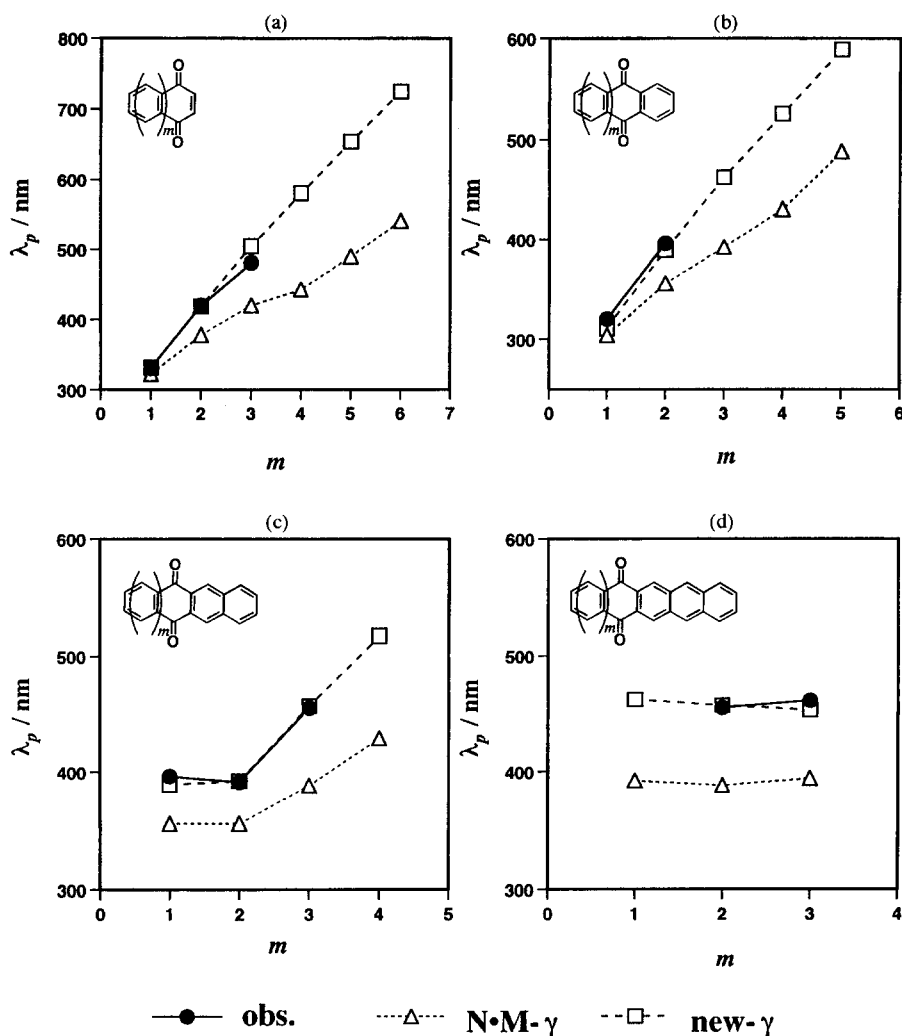 (a)
800
700
600
500
400
300
0 1 2 3 4 5 6 7
λp / nm
m
O
O
m
(b)
600
500
400
300
0 1 2 3 4 5 6
λp / nm
m
O
O
m
(c)
600
500
400
300
0 1 2 3 4 5
λp / nm
m
O
O
m
(d)
600
500
400
300
0 1 2 3 4
λp / nm
m
O
O
m
obs. N•M-γ new-γ